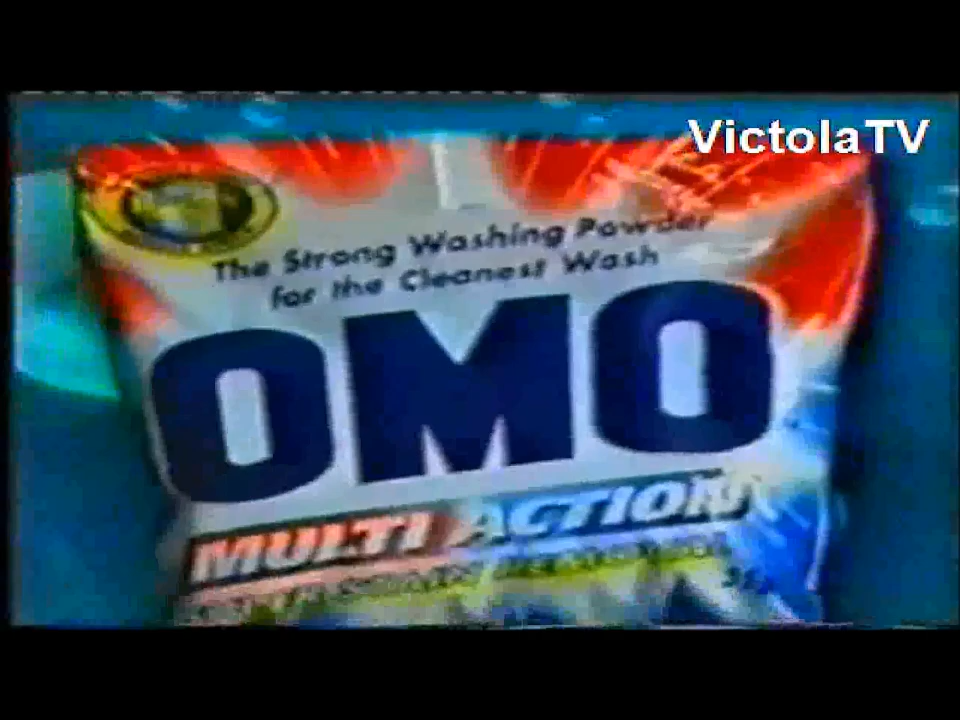 VictolaTV
The Strong Washing Powder
for the Cleanest Wash
OMO
MULTI ACTION